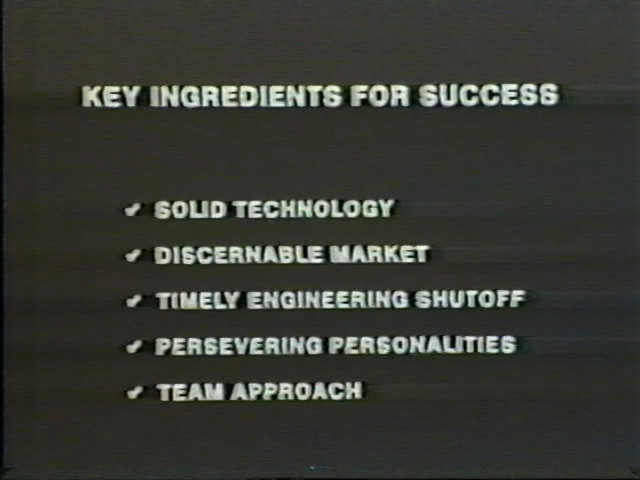 KEY INGREDIENTS FOR SUCCESS
✓ SOLID TECHNOLOGY
✓ DISCERNABLE MARKET
✓ TIMELY ENGINEERING SHUTOFF
✓ PERSEVERING PERSONALITIES
✓ TEAM APPROACH